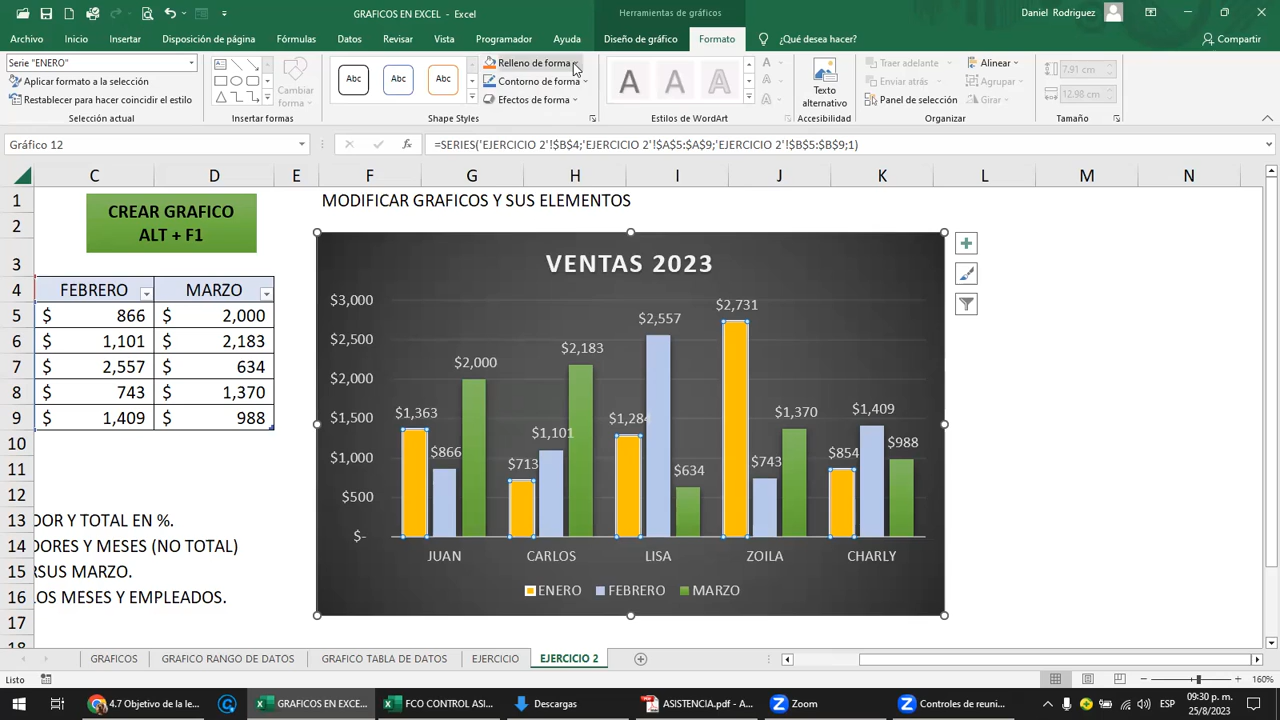 GRAFICOS EN EXCEL - Excel
Herramientas de gráficos
Daniel Rodriguez
Archivo Inicio Insertar Disposición de página Fórmulas Datos Revisar Vista Programador Ayuda Diseño de gráfico Formato ¿Qué desea hacer? Compartir
Serie "ENERO"
Aplicar formato a la selección
Restablecer para hacer coincidir el estilo
Selección actual
Cambiar
formas
Insertar formas
Abc Abc Abc
Relleno de forma
Contorno de forma
Efectos de forma
Shape Styles
A A A
Estilos de WordArt
Texto
alternativo
Accesibilidad
Traer adelante
Enviar atrás
Panel de selección
Alinear
Agrupar
Girar
Organizar
7.91 cm
12.98 cm
Tamaño
Gráfico 12
fx
=SERIES('EJERCICIO 2'!$B$4;'EJERCICIO 2'!$A$5:$A$9;'EJERCICIO 2'!$B$5:$B$9;1)
C D E F G H I J K L M N
1 MODIFICAR GRAFICOS Y SUS ELEMENTOS
CREAR GRAFICO
ALT + F1
2
3
4 FEBRERO MARZO
5 $ 866 $ 2,000
6 $ 1,101 $ 2,183
7 $ 2,557 $ 634
8 $ 743 $ 1,370
9 $ 1,409 $ 988
10
11
12
13 DOR Y TOTAL EN %.
14 DORES Y MESES (NO TOTAL)
15 RSUS MARZO.
16 OS MESES Y EMPLEADOS.
17
18
VENTAS 2023
$3,000
$2,500
$2,000
$1,500
$1,000
$500
$-
$1,363 $866 $2,000
$713 $1,101 $2,183
$1,284 $2,557 $634
$2,731 $743 $1,370
$854 $1,409 $988
JUAN CARLOS LISA ZOILA CHARLY
ENERO FEBRERO MARZO
GRAFICOS GRAFICO RANGO DE DATOS GRAFICO TABLA DE DATOS EJERCICIO EJERCICIO 2
Listo
160%
4.7 Objetivo de la le... GRAFICOS EN EXCE... FCO CONTROL ASI... Descargas ASISTENCIA.pdf - A... Zoom Controles de reuni...
ESP
09:30 p. m.
25/8/2023